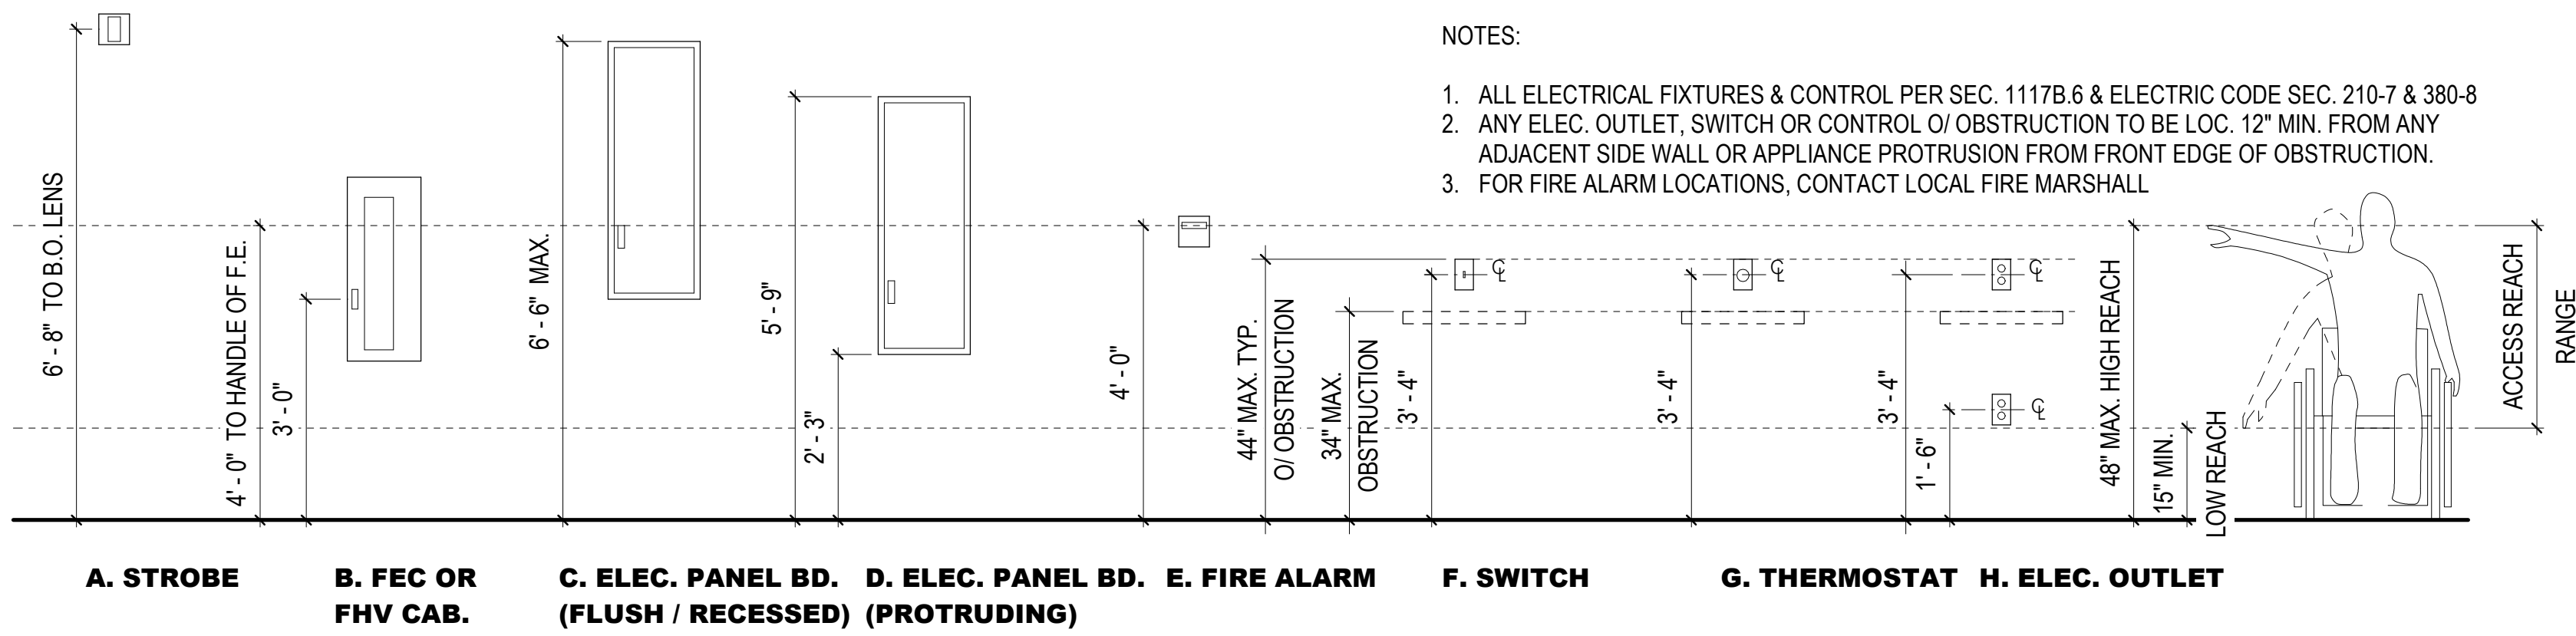 NOTES:
1. ALL ELECTRICAL FIXTURES & CONTROL PER SEC. 1117B.6 & ELECTRIC CODE SEC. 210-7 & 380-8
2. ANY ELEC. OUTLET, SWITCH OR CONTROL O/ OBSTRUCTION TO BE LOC. 12" MIN. FROM ANY
ADJACENT SIDE WALL OR APPLIANCE PROTRUSION FROM FRONT EDGE OF OBSTRUCTION.
3. FOR FIRE ALARM LOCATIONS, CONTACT LOCAL FIRE MARSHALL
6' - 8" TO B.O. LENS
4' - 0" TO HANDLE OF F.E.
3' - 0"
6' - 6" MAX.
5' - 9"
2' - 3"
4' - 0"
44" MAX. TYP.
O/ OBSTRUCTION
34" MAX.
OBSTRUCTION
3' - 4"
℄
3' - 4"
℄
3' - 4"
℄
1' - 6"
℄
48" MAX. HIGH REACH
15" MIN.
LOW REACH
ACCESS REACH
RANGE
A. STROBE
B. FEC OR
FHV CAB.
C. ELEC. PANEL BD.
(FLUSH / RECESSED)
D. ELEC. PANEL BD.
(PROTRUDING)
E. FIRE ALARM
F. SWITCH
G. THERMOSTAT
H. ELEC. OUTLET